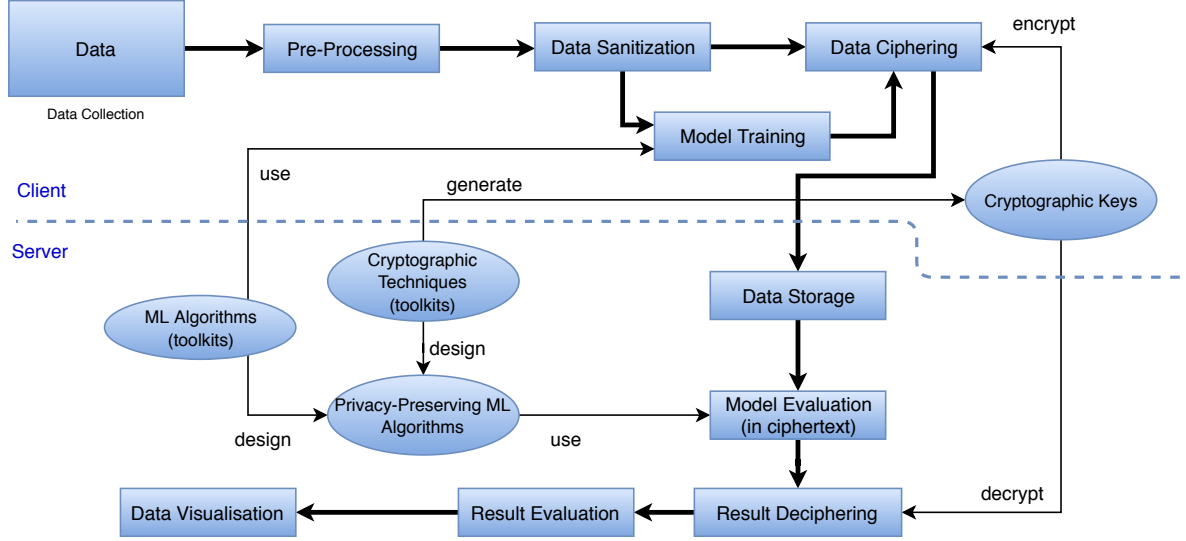 Data
Pre-Processing
Data Sanitization
Data Ciphering
encrypt
Data Collection
Model Training
use
generate
Client
Cryptographic Keys
Server
Cryptographic
Techniques
(toolkits)
Data Storage
ML Algorithms
(toolkits)
design
Privacy-Preserving ML
Algorithms
Model Evaluation
(in ciphertext)
design
use
decrypt
Data Visualisation
Result Evaluation
Result Deciphering